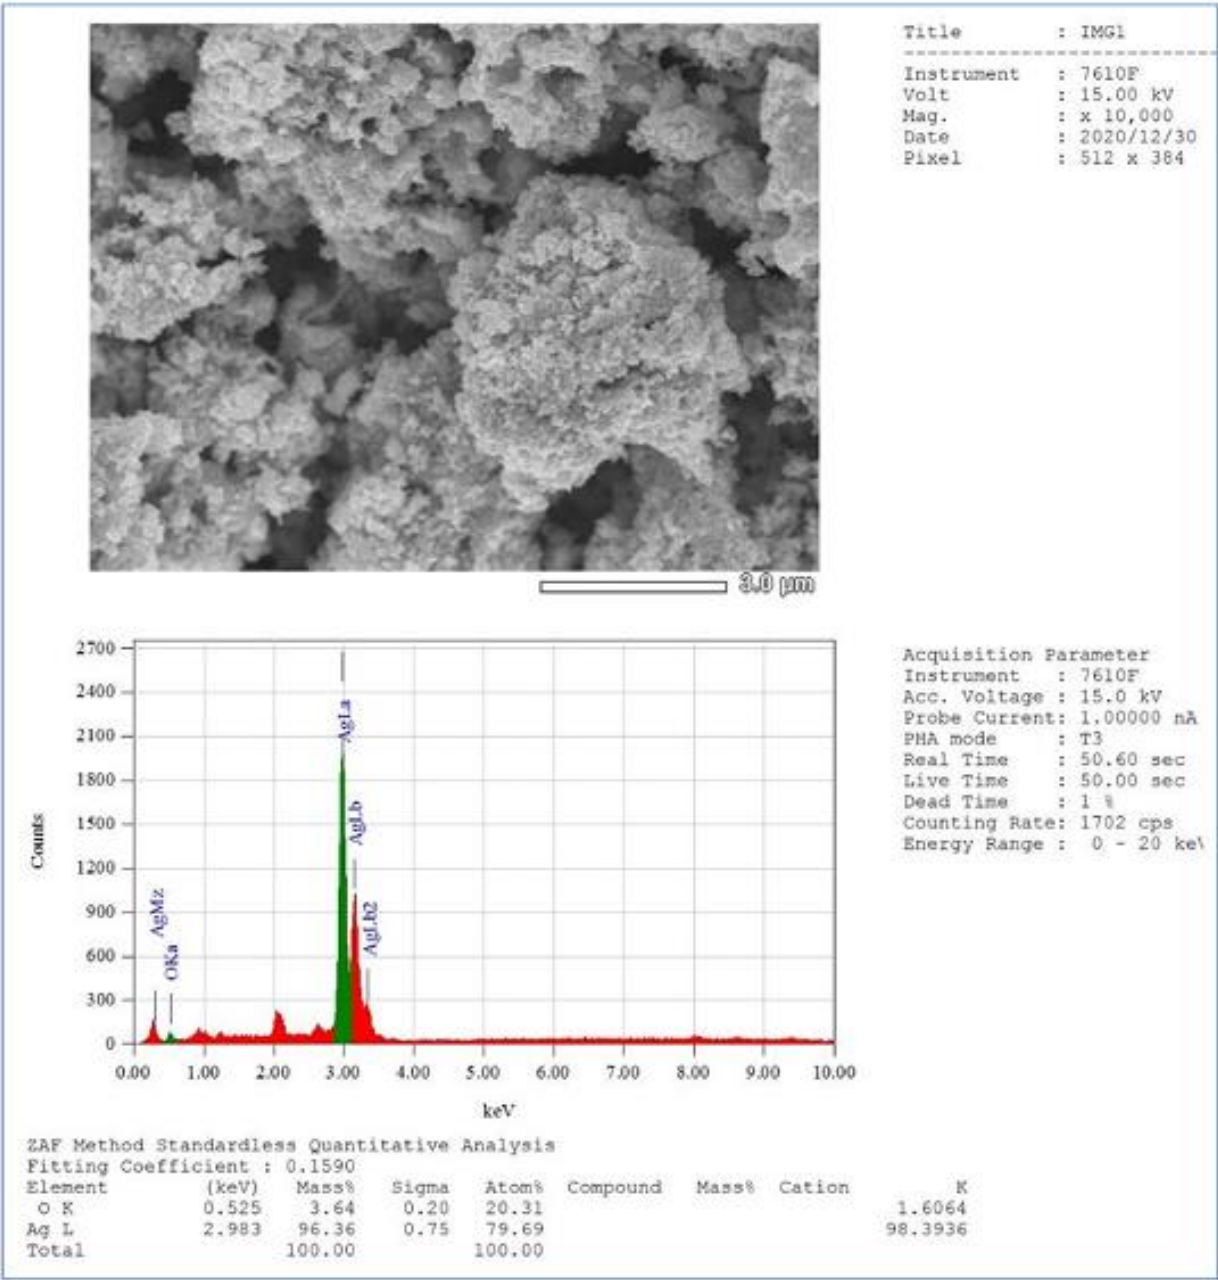 Title : IMG1
Instrument : 7610F
Volt : 15.00 kV
Mag. : x 10,000
Date : 2020/12/30
Pixel : 512 x 384
3.0 µm
2700
2400
2100
1800
1500
1200
900
600
300
0
Counts
AgMz
OKa
AgLa
AgLb
AgLb2
0.00 1.00 2.00 3.00 4.00 5.00 6.00 7.00 8.00 9.00 10.00
keV
Acquisition Parameter
Instrument : 7610F
Acc. Voltage : 15.0 kV
Probe Current: 1.00000 nA
PHA mode : T3
Real Time : 50.60 sec
Live Time : 50.00 sec
Dead Time : 1 %
Counting Rate: 1702 cps
Energy Range : 0 - 20 keV
ZAF Method Standardless Quantitative Analysis
Fitting Coefficient : 0.1590
Element (keV) Mass% Sigma Atom% Compound Mass% Cation K
O K 0.525 3.64 0.20 20.31 1.6064
Ag L 2.983 96.36 0.75 79.69 98.3936
Total 100.00 100.00